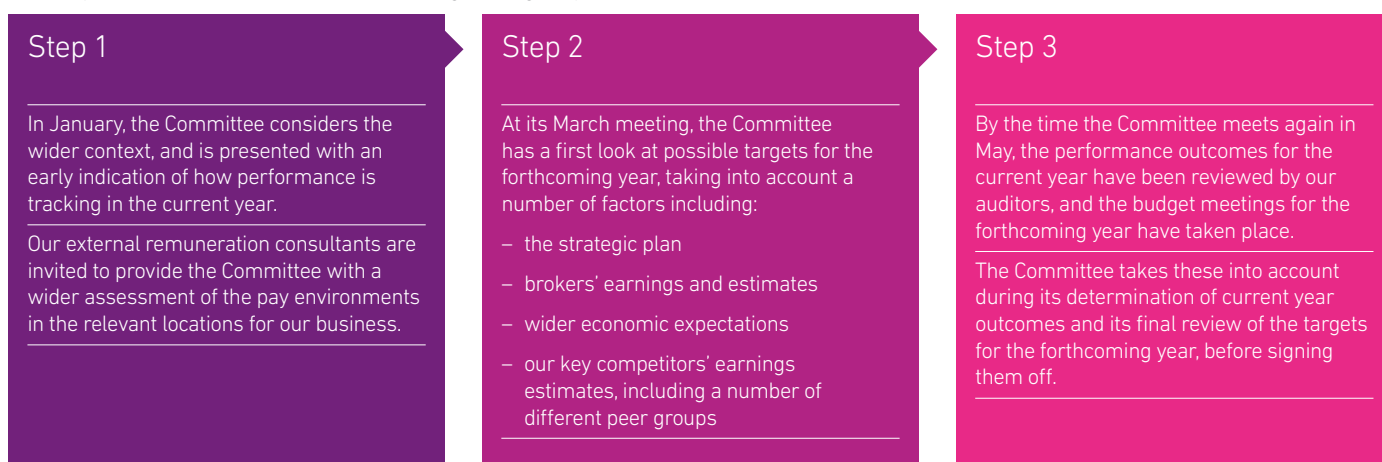 Step 1
In January, the Committee considers the
wider context, and is presented with an
early indication of how performance is
tracking in the current year.
Our external remuneration consultants are
invited to provide the Committee with a
wider assessment of the pay environments
in the relevant locations for our business.
Step 2
At its March meeting, the Committee
has a first look at possible targets for the
forthcoming year, taking into account a
number of factors including:
– the strategic plan
– brokers’ earnings and estimates
– wider economic expectations
– our key competitors’ earnings
estimates, including a number of
different peer groups
Step 3
By the time the Committee meets again in
May, the performance outcomes for the
current year have been reviewed by our
auditors, and the budget meetings for the
forthcoming year have taken place.
The Committee takes these into account
during its determination of current year
outcomes and its final review of the targets
for the forthcoming year, before signing
them off.